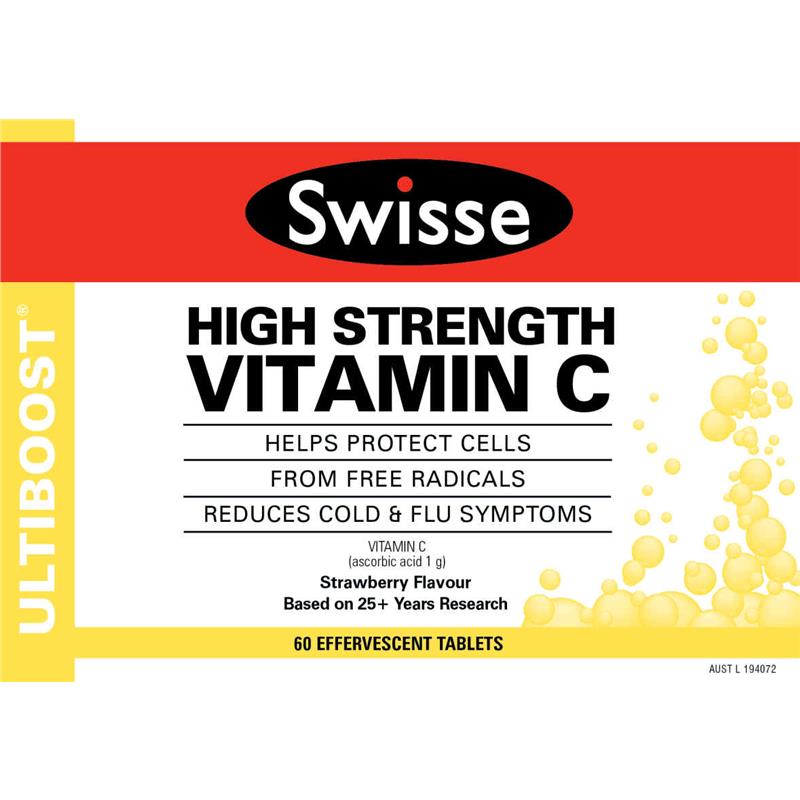 Swisse
ULTIBOOST®
HIGH STRENGTH
VITAMIN C
HELPS PROTECT CELLS
FROM FREE RADICALS
REDUCES COLD & FLU SYMPTOMS
VITAMIN C
(ascorbic acid 1 g)
Strawberry Flavour
Based on 25+ Years Research
60 EFFERVESCENT TABLETS
AUST L 194072